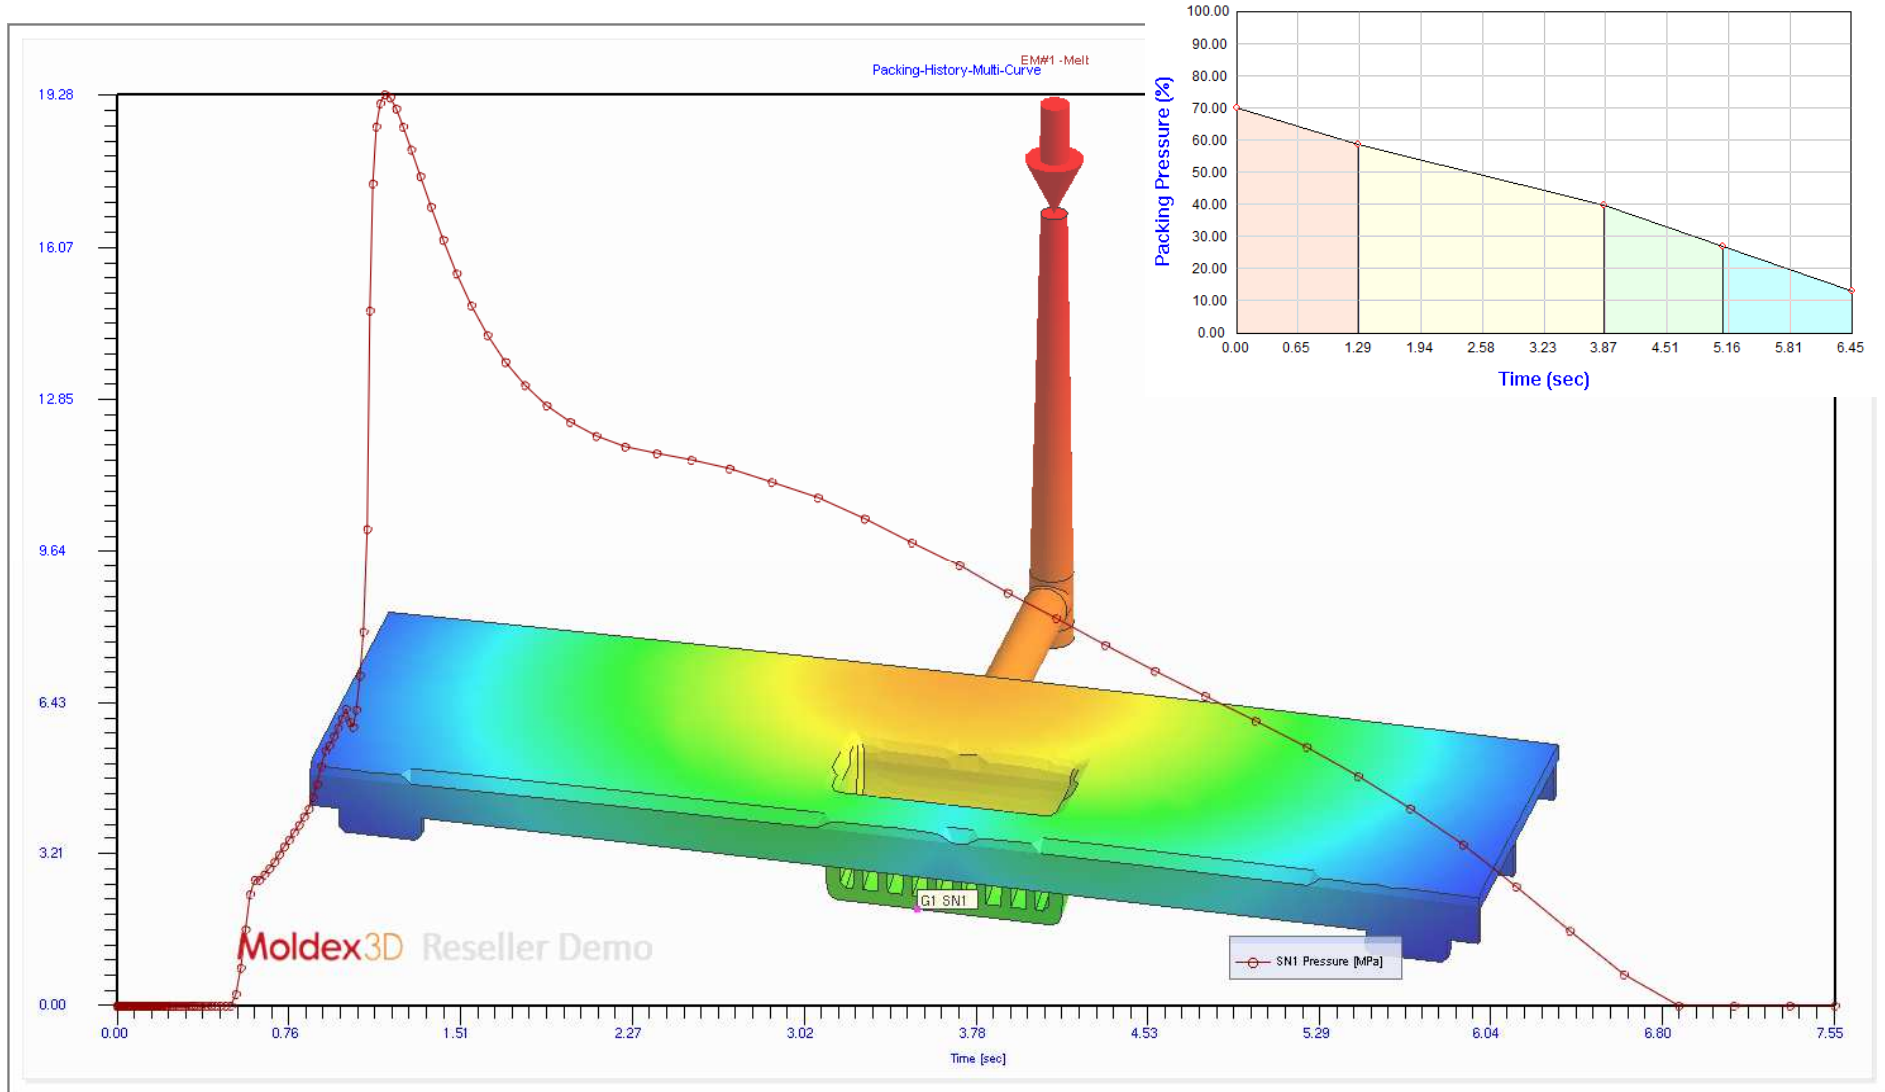 EM#1 -Melt
Packing-History-Multi-Curve
19.28
16.07
12.85
9.64
6.43
3.21
0.00
0.00 0.76 1.51 2.27 3.02 3.78 4.53 5.29 6.04 6.80 7.55
Time [sec]
G1 SN1
Moldex3D Reseller Demo
SN1 Pressure [MPa]
Packing Pressure (%)
100.00
90.00
80.00
70.00
60.00
50.00
40.00
30.00
20.00
10.00
0.00
0.00 0.65 1.29 1.94 2.58 3.23 3.87 4.51 5.16 5.81 6.45
Time (sec)